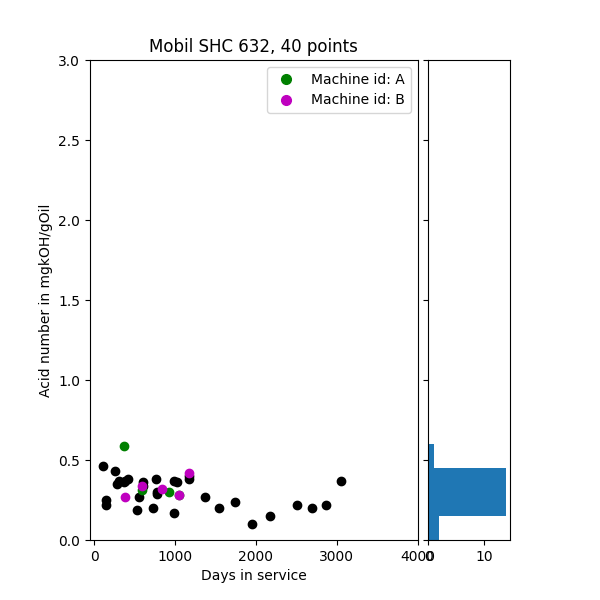 Mobil SHC 632, 40 points
3.0
2.5
2.0
1.5
1.0
0.5
0.0
Acid number in mgkOH/gOil
Machine id: A
Machine id: B
0
1000
2000
3000
4000
0
10
Days in service